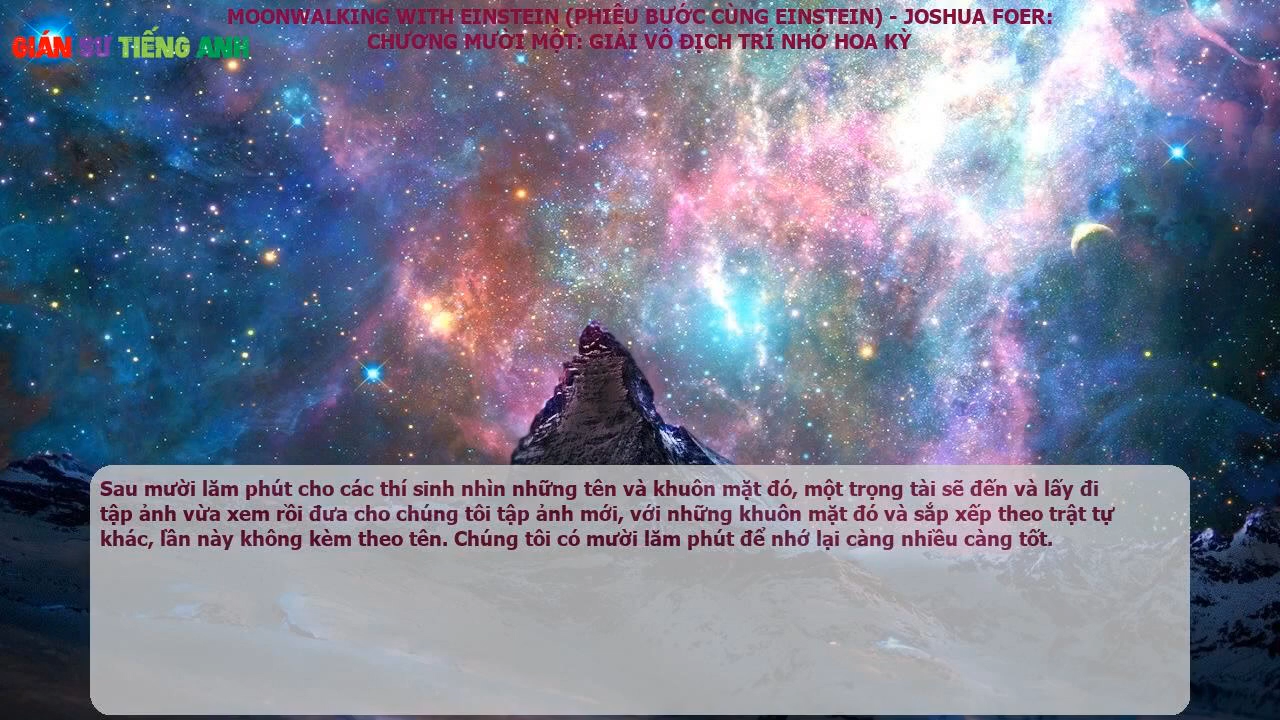 MOONWALKING WITH EINSTEIN (PHIÊU BƯỚC CÙNG EINSTEIN) - JOSHUA FOER:
CHƯƠNG MƯỜI MỘT: GIẢI VÔ ĐỊCH TRÍ NHỚ HOA KỲ
GIÁN SƯ TIẾNG ANH
Sau mười lăm phút cho các thí sinh nhìn những tên và khuôn mặt đó, một trọng tài sẽ đến và lấy đi
tập ảnh vừa xem rồi đưa cho chúng tôi tập ảnh mới, với những khuôn mặt đó và sắp xếp theo trật tự
khác, lần này không kèm theo tên. Chúng tôi có mười lăm phút để nhớ lại càng nhiều càng tốt.